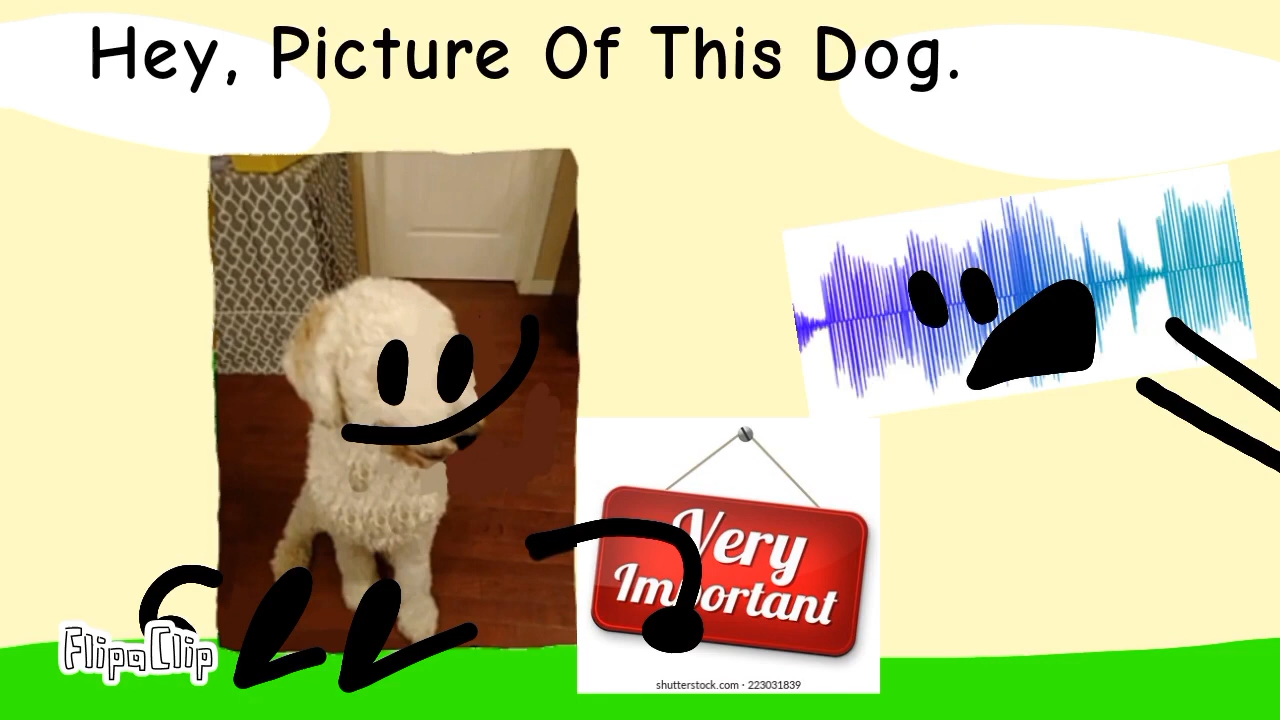 Hey, Picture Of This Dog.
Very
Important
shutterstock.com · 223031839
FlipaClip